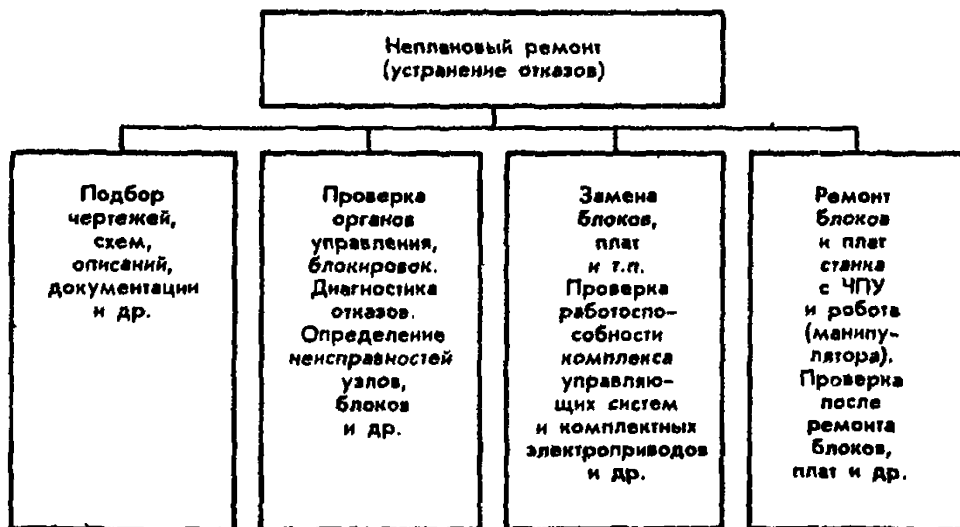 Неплановый ремонт
(устранение отказов)
Подбор
чертежей,
схем,
описаний,
документации
и др.
Проверка
органов
управления,
блокировок.
Диагностика
отказов.
Определение
неисправностей
узлов,
блоков
и др.
Замена
блоков,
плат
и т.п.
Проверка
работоспо-
собности
комплекса
управляю-
щих систем
и комплектных
электроприводов
и др.
Ремонт
блоков
и плат
станка
с ЧПУ
и робота
(манипу-
лятора).
Проверка
после
ремонта
блоков,
плат и др.